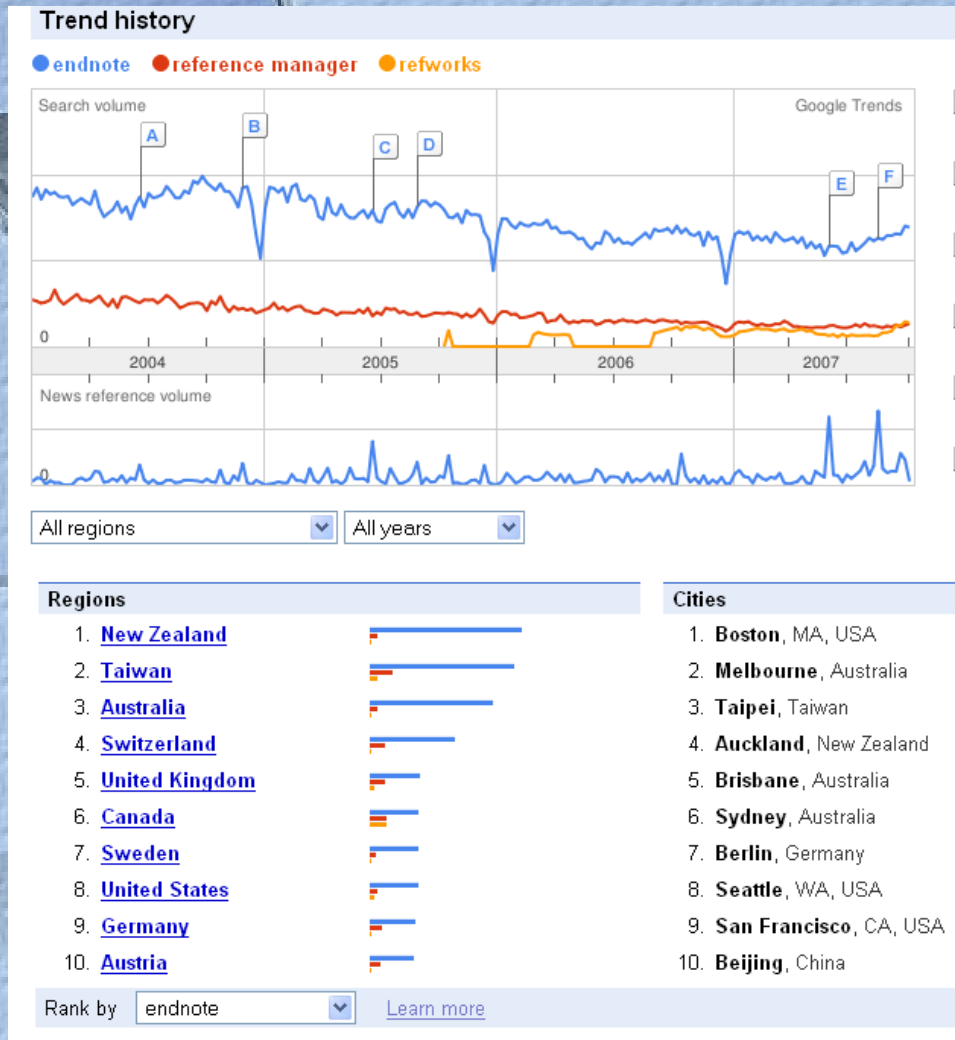 Trend history
endnote reference manager refworks
Search volume Google Trends
A B C D E F
0
2004 2005 2006 2007
News reference volume
0
All regions All years
Regions
1. New Zealand
2. Taiwan
3. Australia
4. Switzerland
5. United Kingdom
6. Canada
7. Sweden
8. United States
9. Germany
10. Austria
Cities
1. Boston, MA, USA
2. Melbourne, Australia
3. Taipei, Taiwan
4. Auckland, New Zealand
5. Brisbane, Australia
6. Sydney, Australia
7. Berlin, Germany
8. Seattle, WA, USA
9. San Francisco, CA, USA
10. Beijing, China
Rank by endnote Learn more